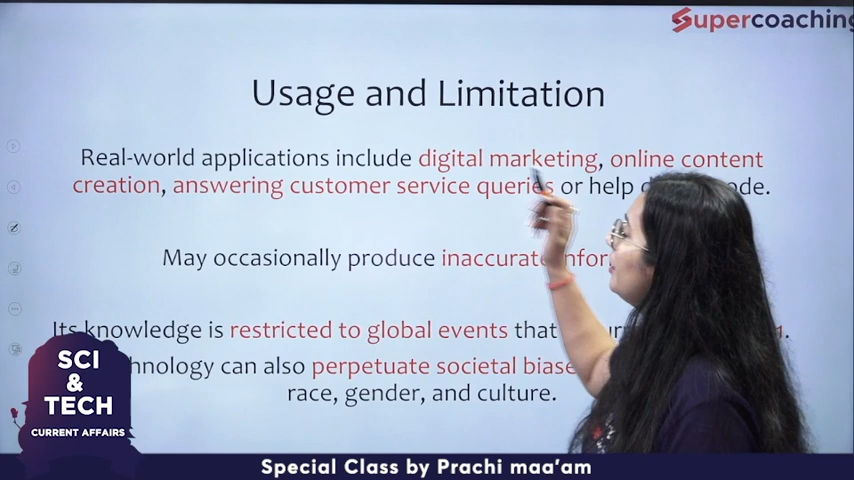 Supercoaching
Usage and Limitation
Real-world applications include digital marketing, online content
creation, answering customer service queries or help
May occasionally produce inaccurate
Its knowledge is restricted to global events that
can also perpetuate societal
race, gender, and culture.
SCI
&
TECH
CURRENT AFFAIRS
Special Class by Prachi maa'am